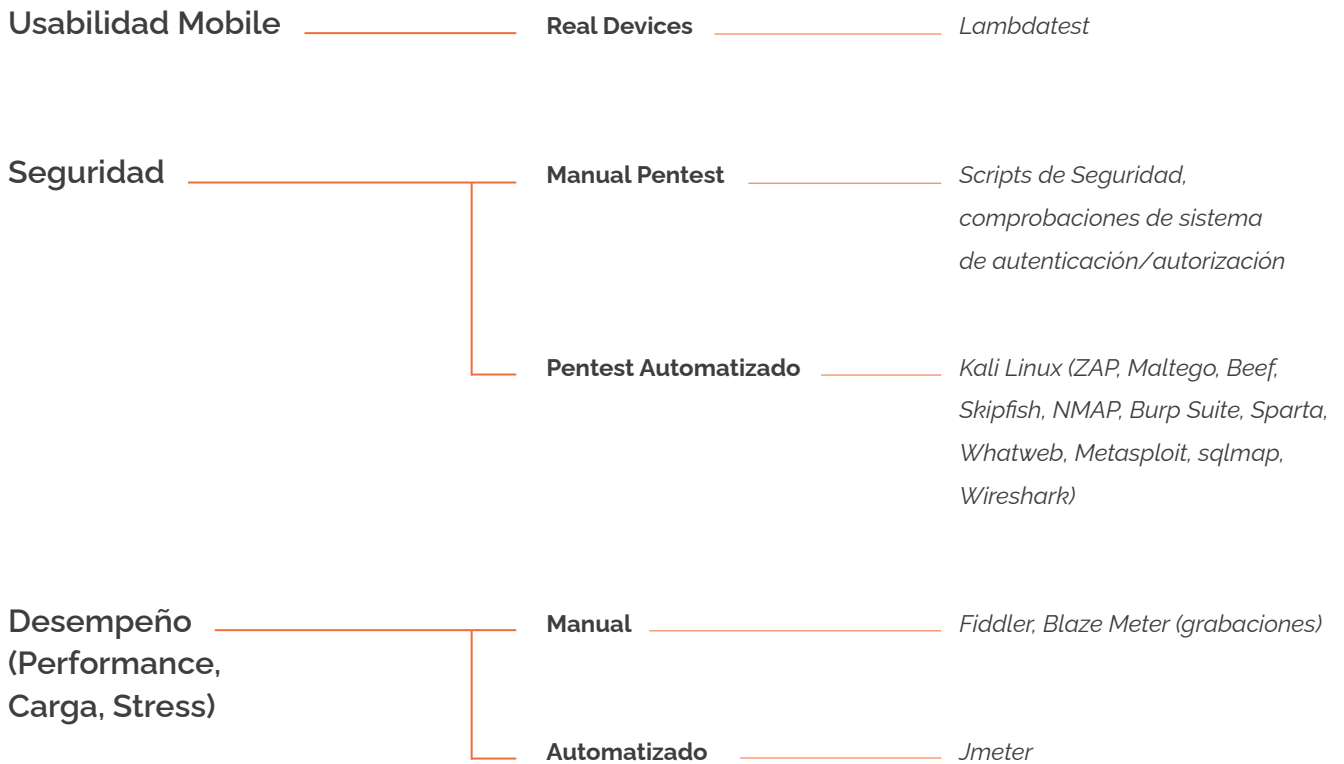 Usabilidad Mobile
Real Devices
Lambdatest
Seguridad
Manual Pentest
Scripts de Seguridad,
comprobaciones de sistema
de autenticación/autorización
Pentest Automatizado
Kali Linux (ZAP, Maltego, Beef,
Skipfish, NMAP, Burp Suite, Sparta,
Whatweb, Metasploit, sqlmap,
Wireshark)
Desempeño
(Performance,
Carga, Stress)
Manual
Fiddler, Blaze Meter (grabaciones)
Automatizado
Jmeter